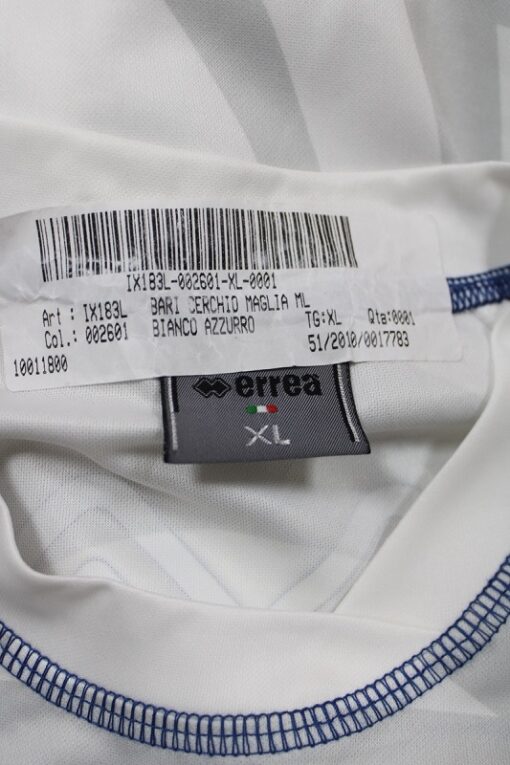 IX183L-002601-XL-0001
Art : IX183L BARI CERCHIO MAGLIA ML
Col.: 002601 BIANCO AZZURRO TG:XL Qta:0001
10011800 51/2010/0017783
errea
XL